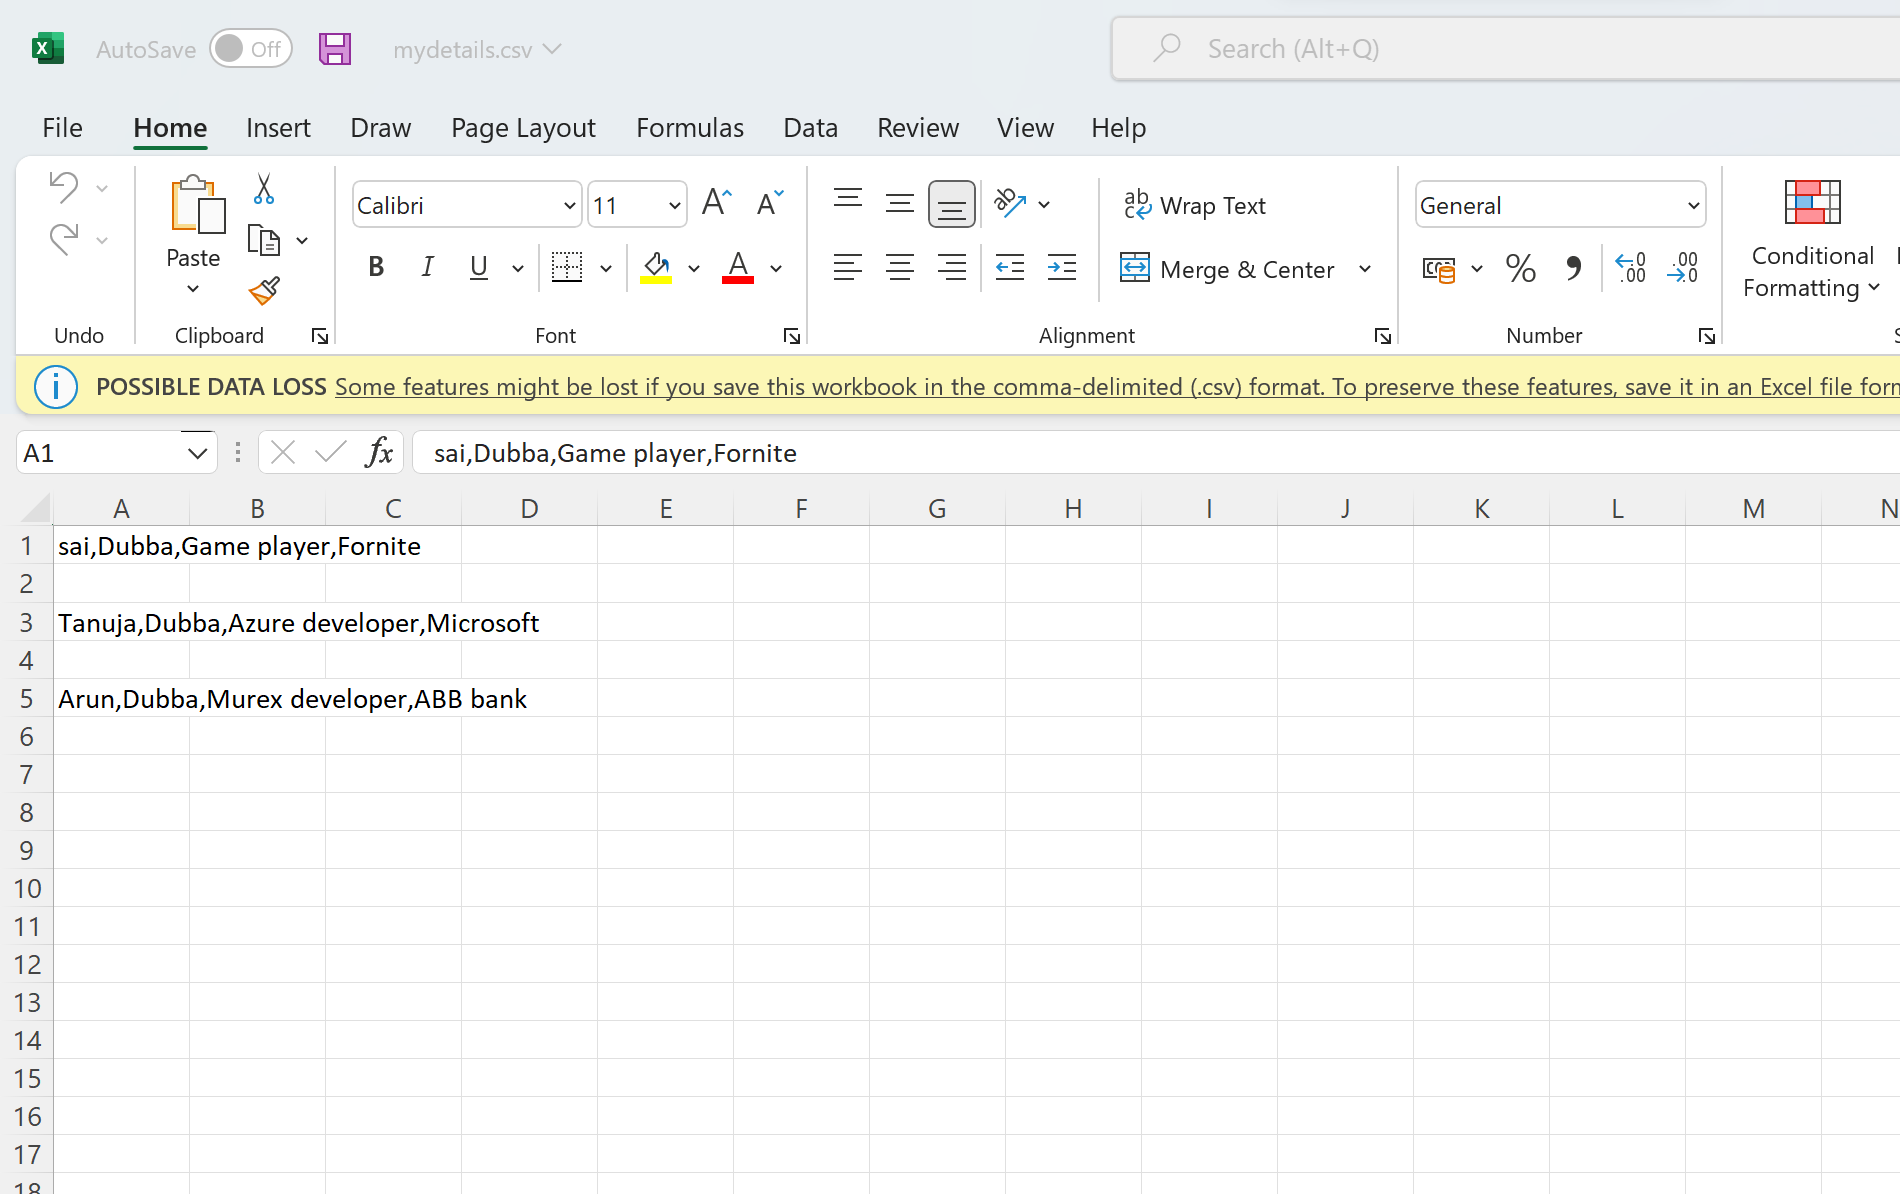 AutoSave Off mydetails.csv Search (Alt+Q)
File Home Insert Draw Page Layout Formulas Data Review View Help
Calibri 11 Wrap Text General
Paste Merge & Center Conditional Formatting
Undo Clipboard Font Alignment Number
POSSIBLE DATA LOSS Some features might be lost if you save this workbook in the comma-delimited (.csv) format. To preserve these features, save it in an Excel file
A1 fx sai,Dubba,Game player,Fornite
A B C D E F G H I J K L M N
1 sai,Dubba,Game player,Fornite
2
3 Tanuja,Dubba,Azure developer,Microsoft
4
5 Arun,Dubba,Murex developer,ABB bank
6
7
8
9
10
11
12
13
14
15
16
17
18